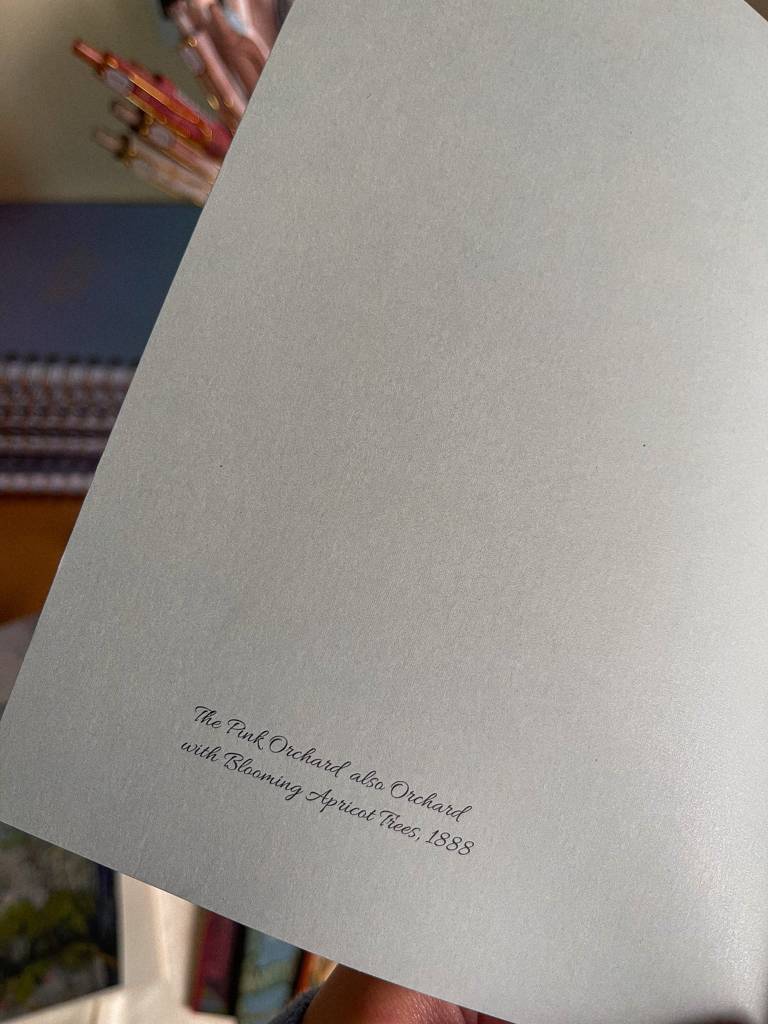 The Pink Orchard also Orchard
with Blooming Apricot Trees, 1888